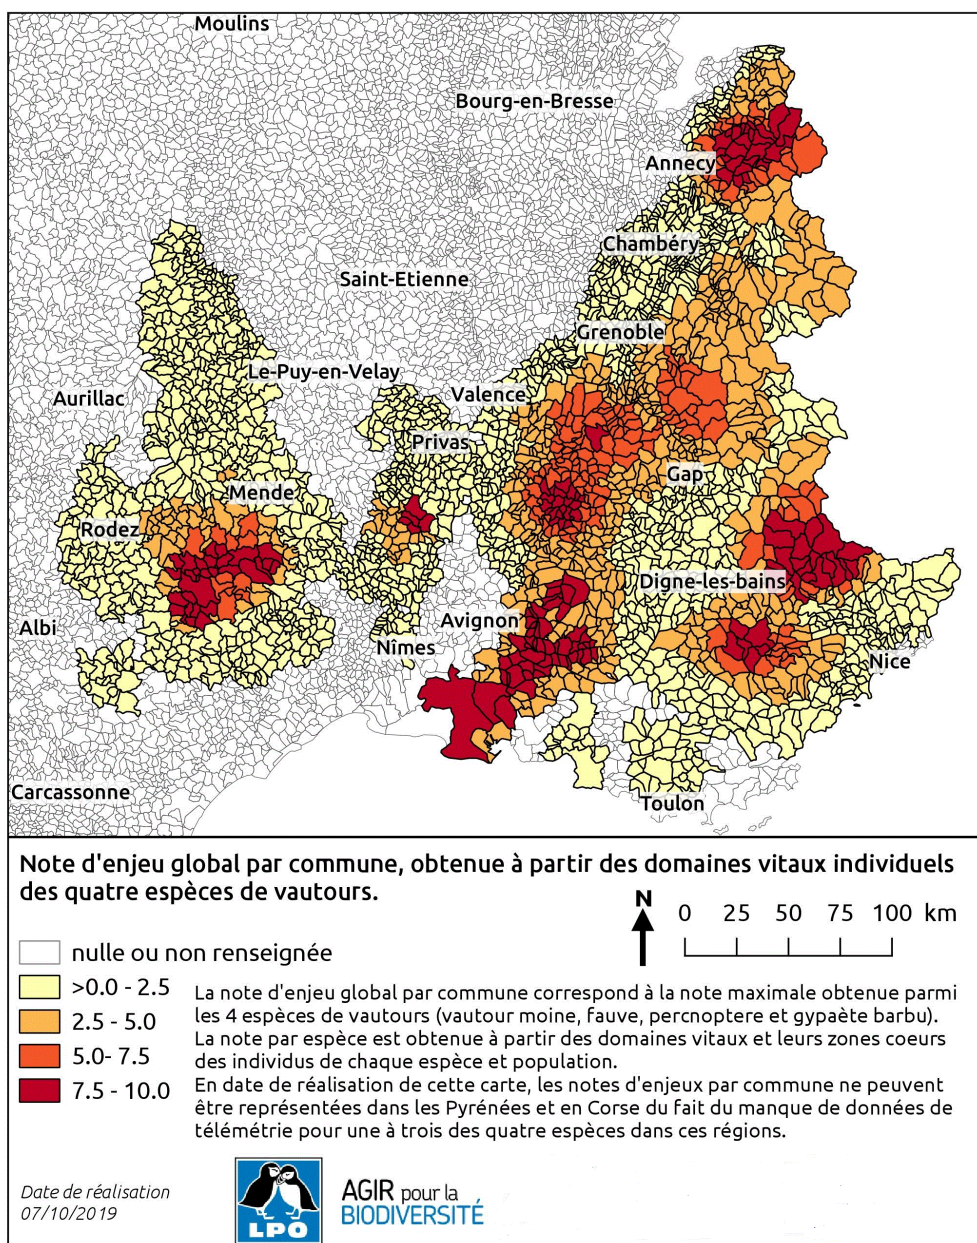 Moulins
Bourg-en-Bresse
Annecy
Chambéry
Saint-Etienne
Grenoble
Le-Puy-en-Velay
Aurillac
Valence
Privas
Gap
Mende
Rodez
Digne-les-bains
Avignon
Albi
Nîmes
Nice
Carcassonne
Toulon
Note d'enjeu global par commune, obtenue à partir des domaines vitaux individuels
des quatre espèces de vautours.
N
0 25 50 75 100 km
nulle ou non renseignée
>0.0 - 2.5
2.5 - 5.0
5.0- 7.5
7.5 - 10.0
La note d'enjeu global par commune correspond à la note maximale obtenue parmi
les 4 espèces de vautours (vautour moine, fauve, percnoptere et gypaète barbu).
La note par espèce est obtenue à partir des domaines vitaux et leurs zones coeurs
des individus de chaque espèce et population.
En date de réalisation de cette carte, les notes d'enjeux par commune ne peuvent
être représentées dans les Pyrénées et en Corse du fait du manque de données de
télémétrie pour une à trois des quatre espèces dans ces régions.
Date de réalisation
07/10/2019
LPO
AGIR pour la
BIODIVERSITÉ